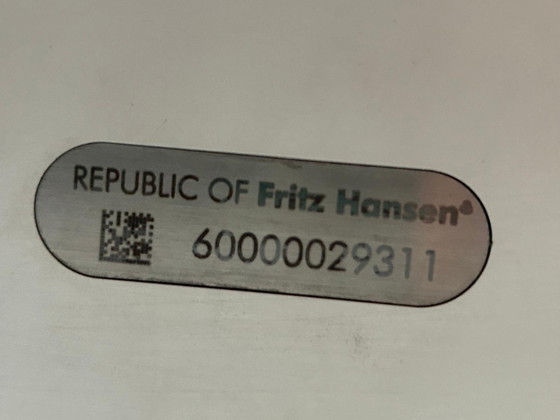 REPUBLIC OF Fritz Hansen®
60000029311